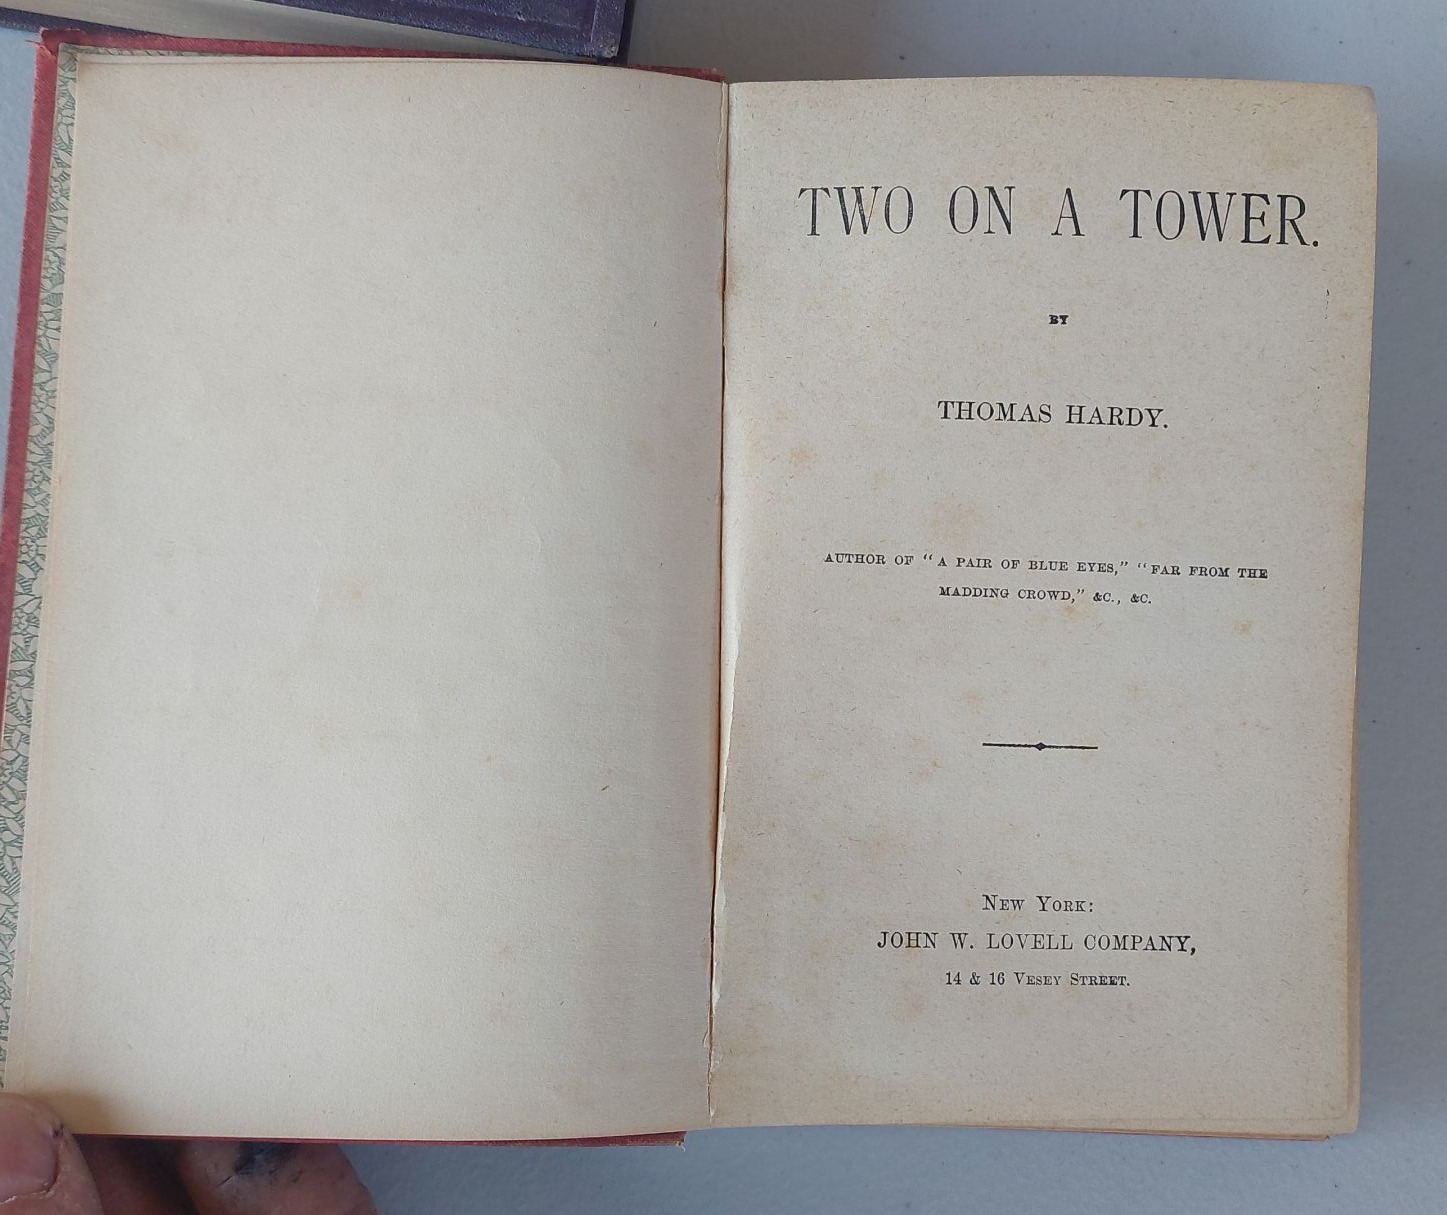 TWO ON A TOWER.
BY
THOMAS HARDY.
AUTHOR OF “A PAIR OF BLUE EYES,” “FAR FROM THE
MADDING CROWD,” &C., &C.
NEW YORK:
JOHN W. LOVELL COMPANY,
14 & 16 VESEY STREET.